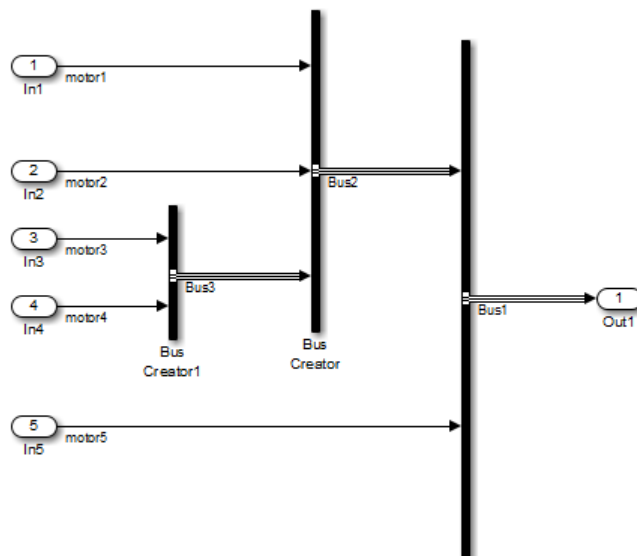 1
motor1
In1
2
motor2
In2
Bus2
3
motor3
In3
Bus3
4
motor4
In4
Bus
Creator1
Bus
Creator
Bus1
1
Out1
5
motor5
In5